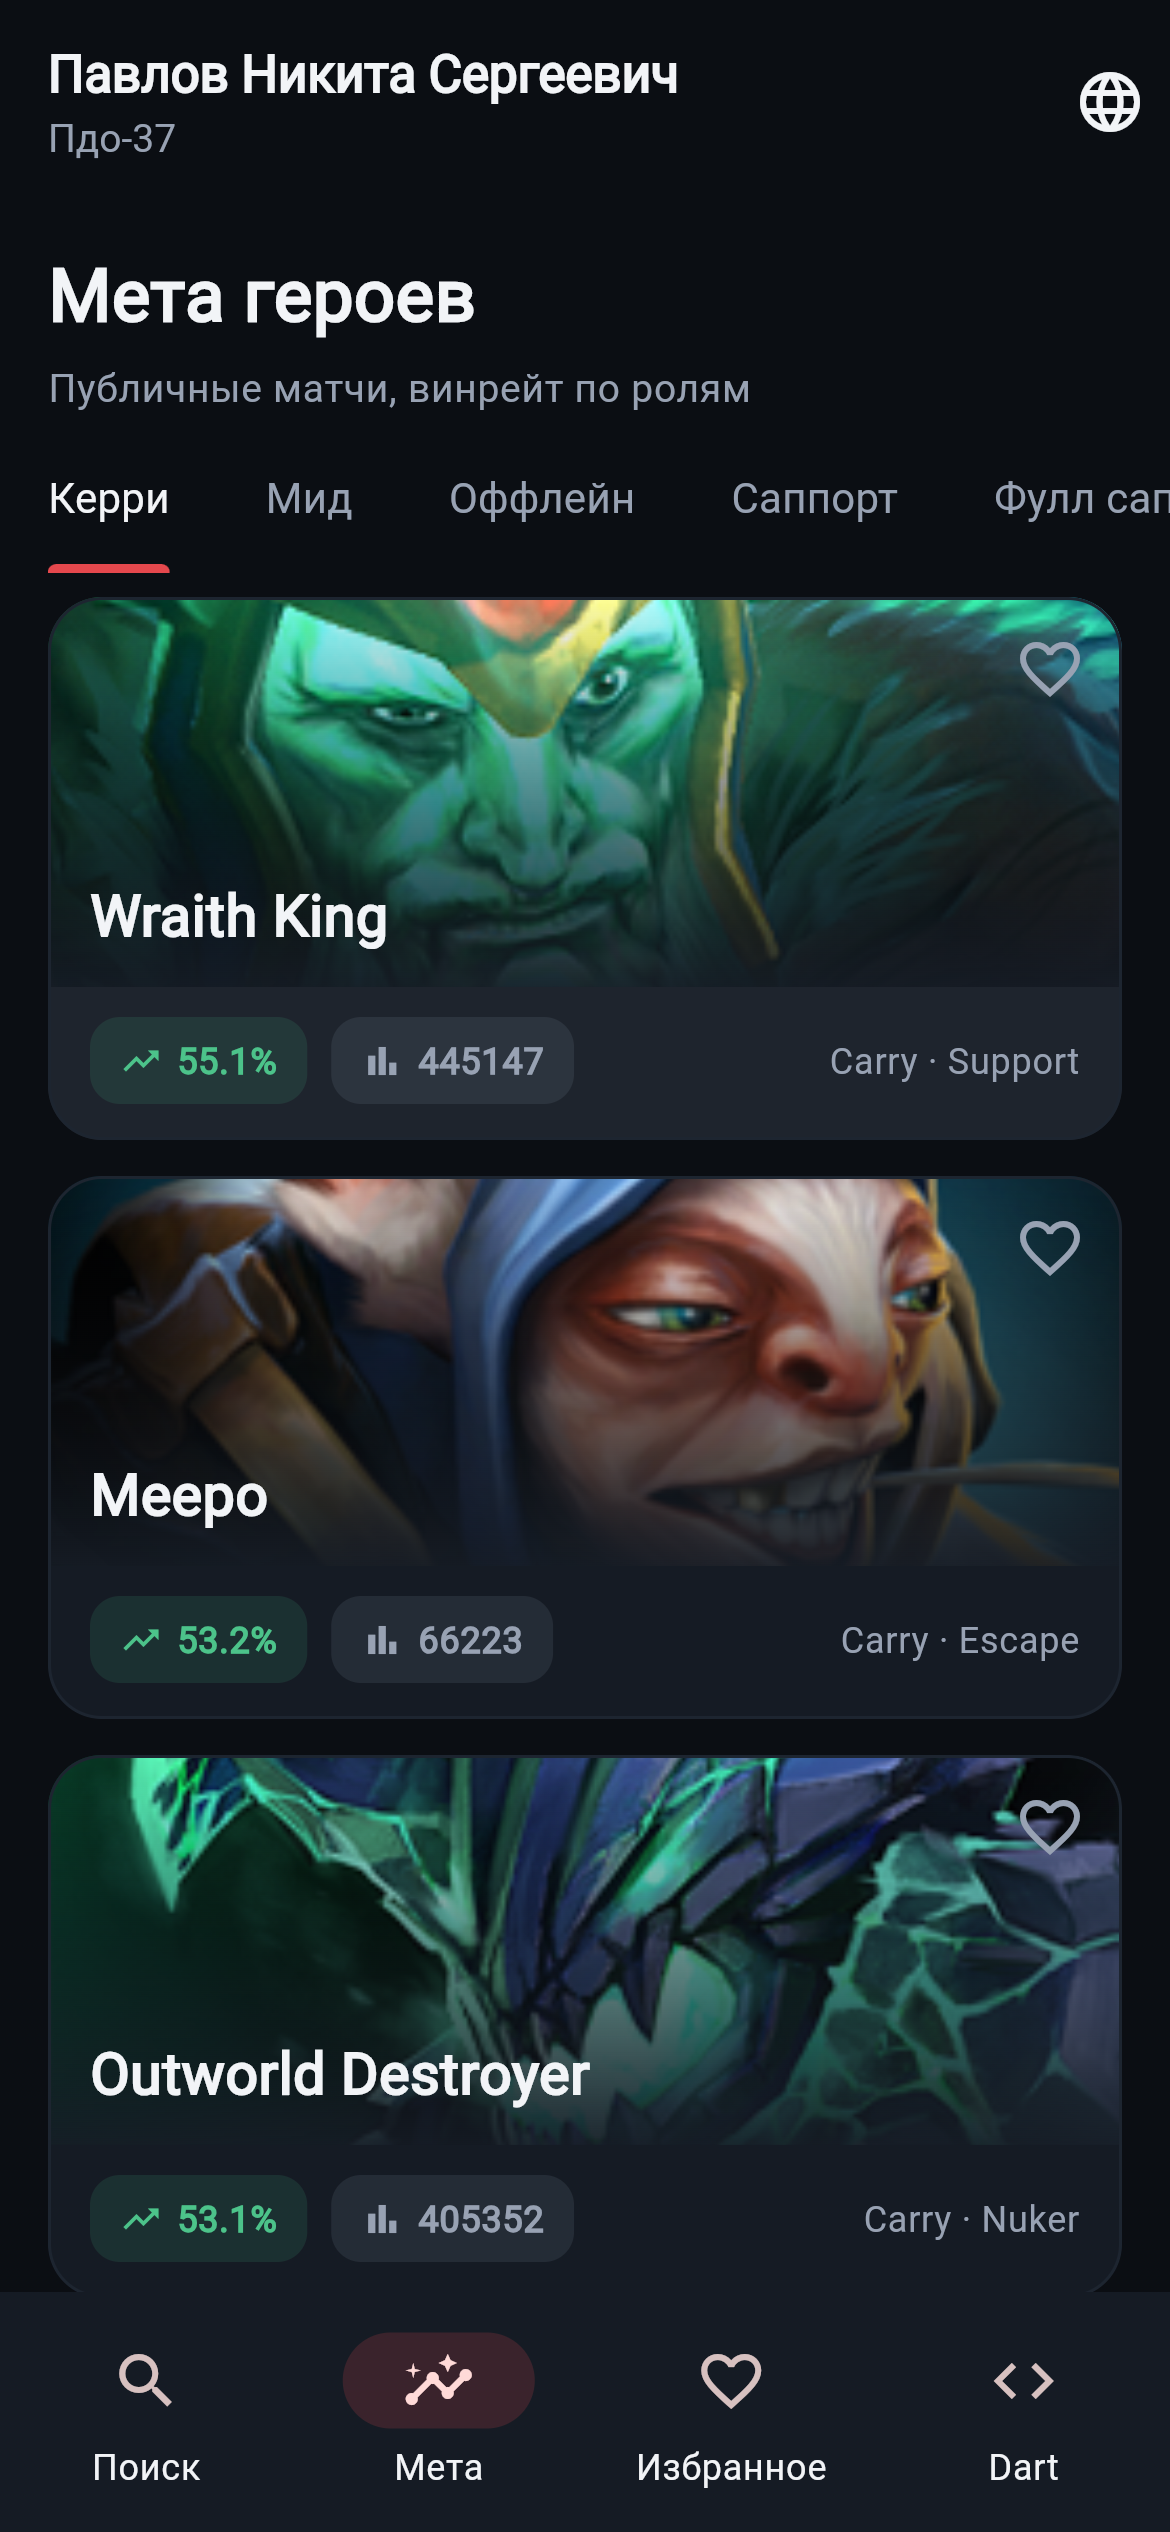 Павлов Никита Сергеевич
Пдо-37
Мета героев
Публичные матчи, винрейт по ролям
Керри Мид Оффлейн Саппорт Фулл сап
Wraith King
55.1% 445147 Carry · Support
Meepo
53.2% 66223 Carry · Escape
Outworld Destroyer
53.1% 405352 Carry · Nuker
Поиск Мета Избранное Dart